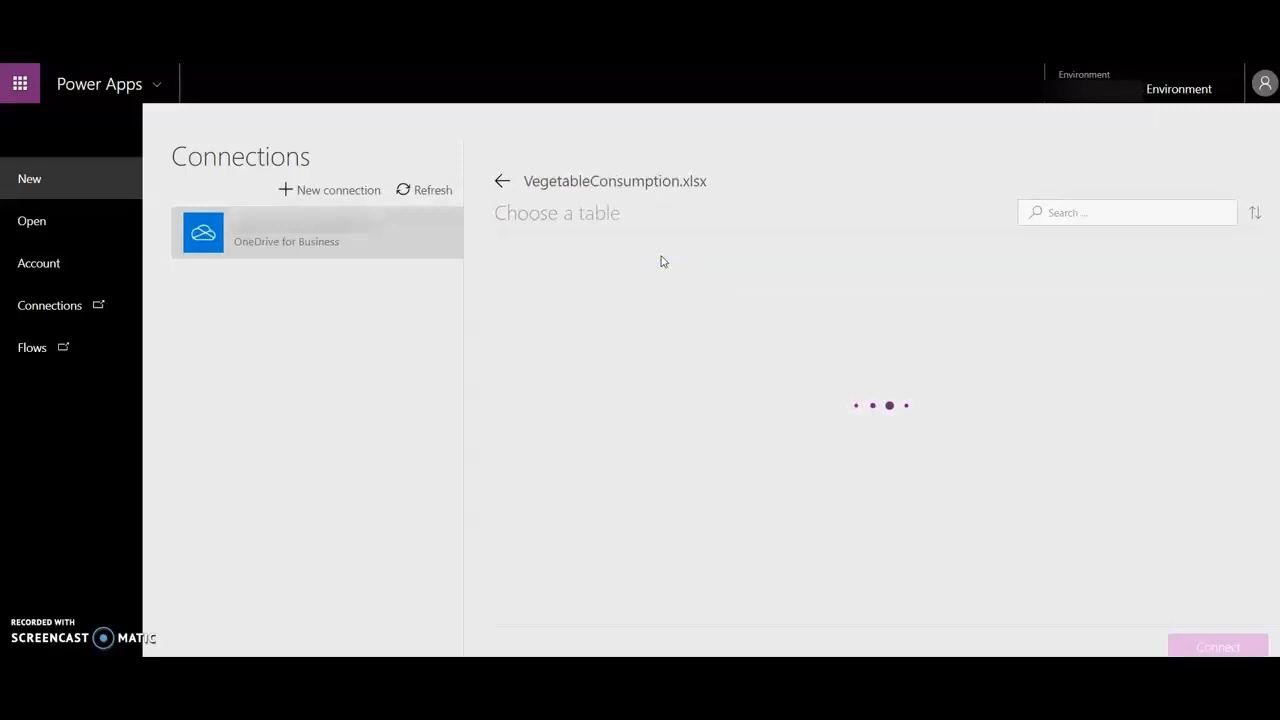 Power Apps
Environment
Environment
New
Open
Account
Connections
Flows
Connections
New connection
Refresh
OneDrive for Business
VegetableConsumption.xlsx
Choose a table
Search ...
Connect
RECORDED WITH
SCREENCAST MATIC